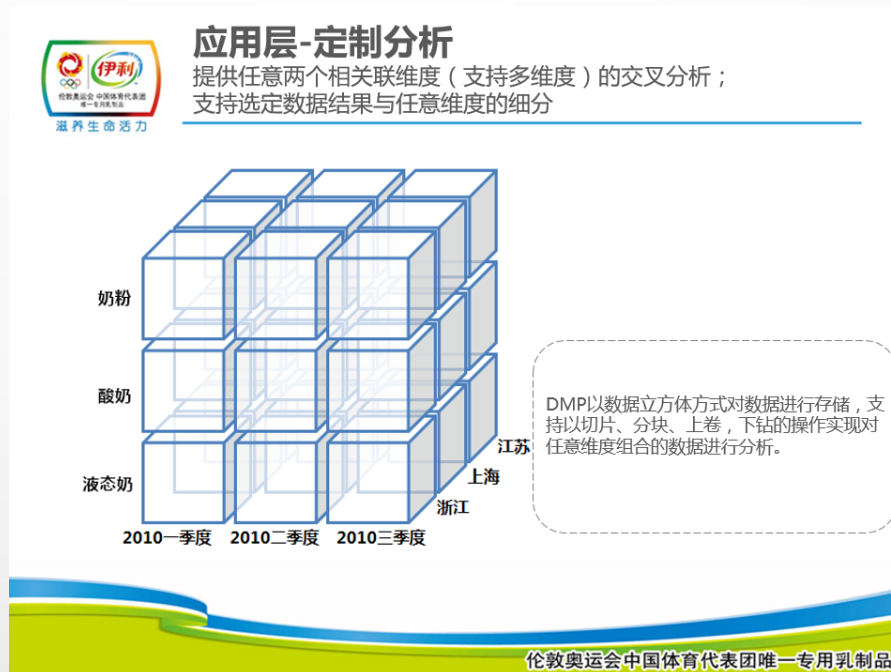 应用层-定制分析
提供任意两个相关联维度（支持多维度）的交叉分析；
支持选定数据结果与任意维度的细分
伊利
伦敦奥运会 中国体育代表团
唯一专用乳制品
滋养生命活力
奶粉
酸奶
液态奶
2010一季度 2010二季度 2010三季度
江苏
上海
浙江
DMP以数据立方体方式对数据进行存储，支
持以切片、分块、上卷，下钻的操作实现对
任意维度组合的数据进行分析。
伦敦奥运会中国体育代表团唯一专用乳制品